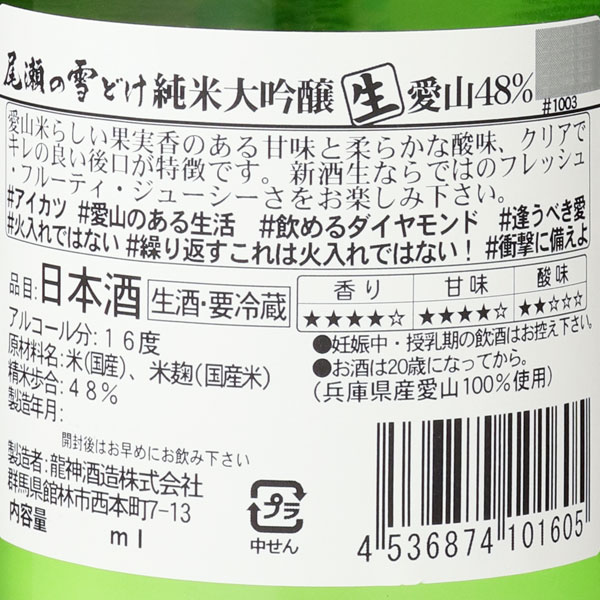 尾瀬の雪どけ 純米大吟醸 生 愛山48%
#1003
愛山米らしい果実香のある甘味と柔らかな酸味、クリアで
キレの良い後口が特徴です。新酒生ならではのフレッシュ
・フルーティ・ジューシーさをお楽しみ下さい。
#アイカツ #愛山のある生活 #飲めるダイヤモンド #逢うべき愛
#火入れではない #繰り返すこれは火入れではない! #衝撃に備えよ
品目:日本酒 生酒・要冷蔵
アルコール分:16度
原材料名:米(国産)、米麹(国産米)
精米歩合:48%
製造年月:
香り 甘味 酸味
★★★★☆ ★★★★☆ ★★☆☆☆
●妊娠中・授乳期の飲酒はお控え下さい。
●お酒は20歳になってから。
(兵庫県産愛山100%使用)
開封後はお早めにお飲み下さい
製造者:龍神酒造株式会社
群馬県館林市西本町7-13
内容量 ml
プラ
中せん
4 536874 101605